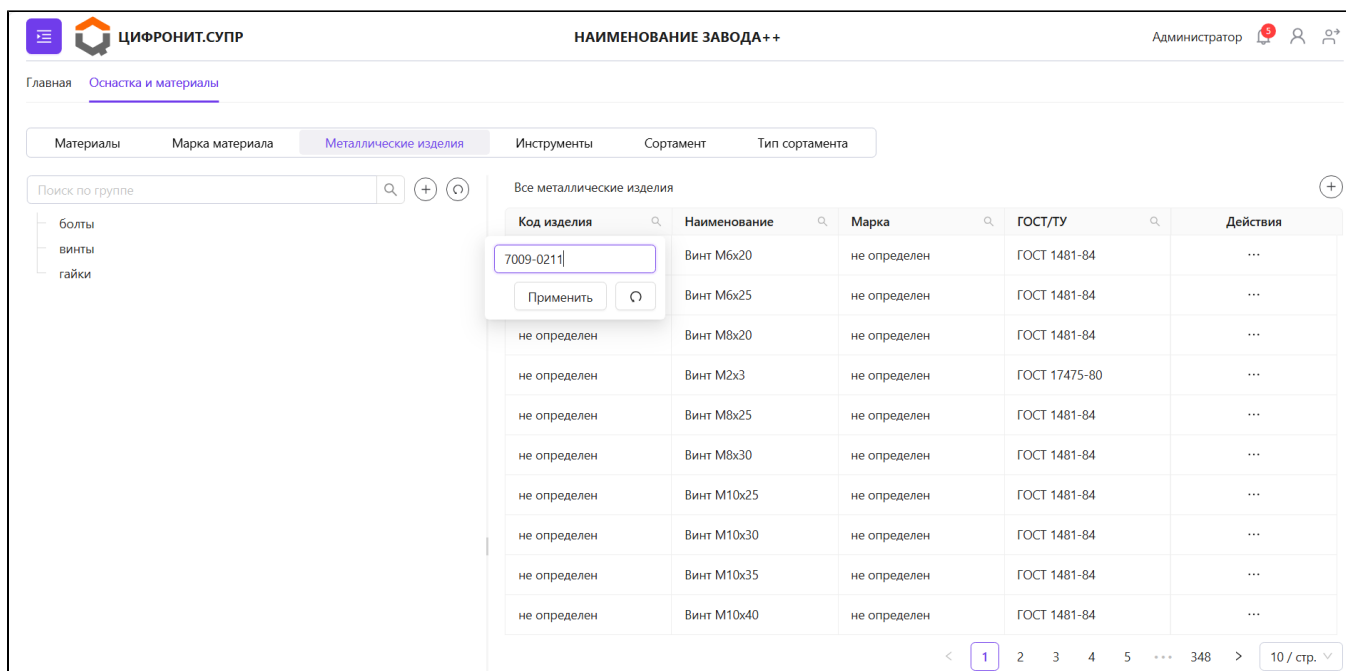 ЦИФРОНИТ.СУПР НАИМЕНОВАНИЕ ЗАВОДА++ Администратор 5
Главная Оснастка и материалы
Материалы Марка материала Металлические изделия Инструменты Сортамент Тип сортамента
Поиск по группе Все металлические изделия
болты
винты
гайки
Код изделия Наименование Марка ГОСТ/ТУ Действия
7009-0211 Винт М6х20 не определен ГОСТ 1481-84 ...
Применить Винт М6х25 не определен ГОСТ 1481-84 ...
не определен Винт М8х20 не определен ГОСТ 1481-84 ...
не определен Винт М2х3 не определен ГОСТ 17475-80 ...
не определен Винт М8х25 не определен ГОСТ 1481-84 ...
не определен Винт М8х30 не определен ГОСТ 1481-84 ...
не определен Винт М10х25 не определен ГОСТ 1481-84 ...
не определен Винт М10х30 не определен ГОСТ 1481-84 ...
не определен Винт М10х35 не определен ГОСТ 1481-84 ...
не определен Винт М10х40 не определен ГОСТ 1481-84 ...
< 1 2 3 4 5 ••• 348 > 10 / стр.